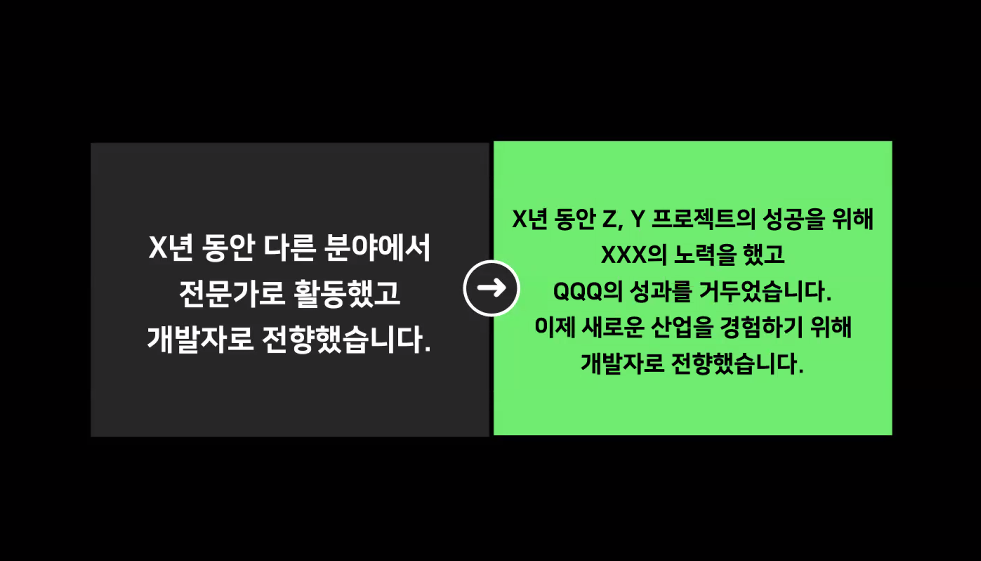 X년 동안 다른 분야에서
전문가로 활동했고
개발자로 전향했습니다.
X년 동안 Z, Y 프로젝트의 성공을 위해
XXX의 노력을 했고
QQQ의 성과를 거두었습니다.
이제 새로운 산업을 경험하기 위해
개발자로 전향했습니다.